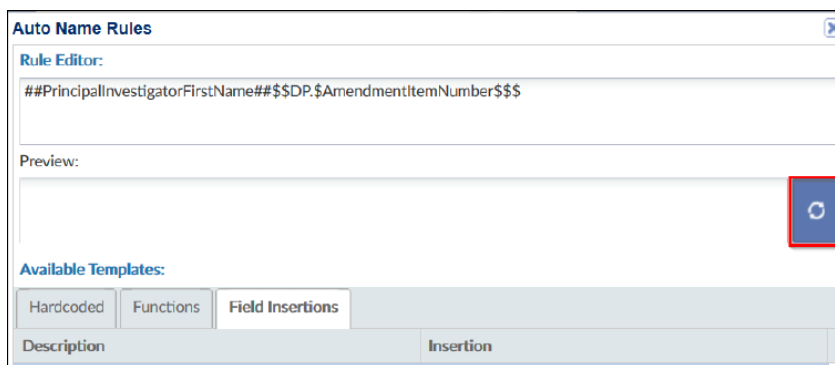 Auto Name Rules
Rule Editor:
##PrincipalInvestigatorFirstName##$$DP.$AmendmentItemNumber$$$
Preview:
Available Templates:
Hardcoded Functions Field Insertions
Description Insertion